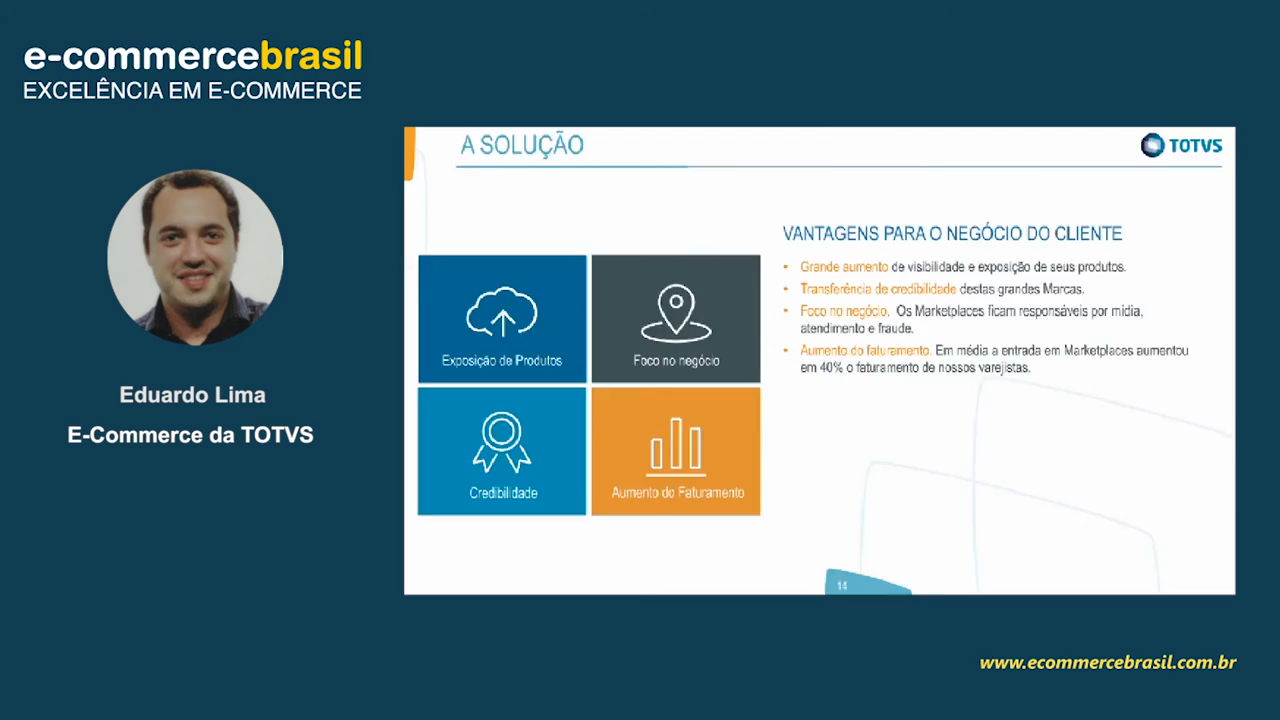 e-commercebrasil
EXCELÊNCIA EM E-COMMERCE
Eduardo Lima
E-Commerce da TOTVS
A SOLUÇÃO
TOTVS
Exposição de Produtos
Foco no negócio
Credibilidade
Aumento do Faturamento
VANTAGENS PARA O NEGÓCIO DO CLIENTE
• Grande aumento de visibilidade e exposição de seus produtos.
• Transferência de credibilidade destas grandes Marcas.
• Foco no negócio. Os Marketplaces ficam responsáveis por mídia,
atendimento e fraude.
• Aumento do faturamento. Em média a entrada em Marketplaces aumentou
em 40% o faturamento de nossos varejistas.
14
www.ecommercebrasil.com.br